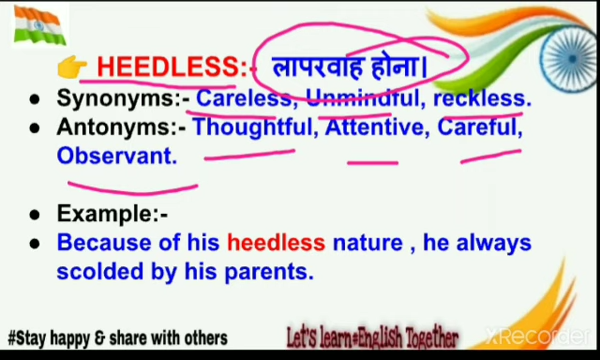 👉 HEEDLESS:- लापरवाह होना।
● Synonyms:- Careless, Unmindful, reckless.
● Antonyms:- Thoughtful, Attentive, Careful,
Observant.
● Example:-
● Because of his heedless nature , he always
scolded by his parents.
#Stay happy & share with others
Let's learn#English Together
XRecorder